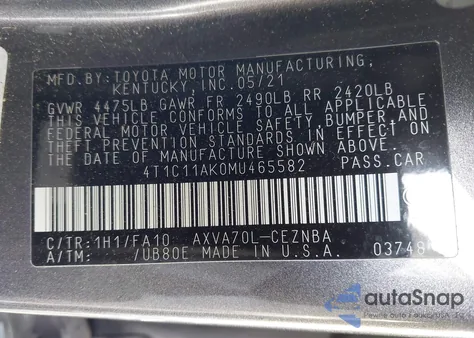 MFD. BY: TOYOTA MOTOR MANUFACTURING,
KENTUCKY, INC. 05/21
GVWR 4475LB GAWR FR 2490LB RR 2420LB
THIS VEHICLE CONFORMS TO ALL APPLICABLE
FEDERAL MOTOR VEHICLE SAFETY, BUMPER, AND
THEFT PREVENTION STANDARDS IN EFFECT ON
THE DATE OF MANUFACTURE SHOWN ABOVE.
4T1C11AK0MU465582 PASS. CAR
C/TR: 1H1/FA10 AXVA70L-CEZNBA
A/TM: /UB80E MADE IN U.S.A. 03748
autaSnap